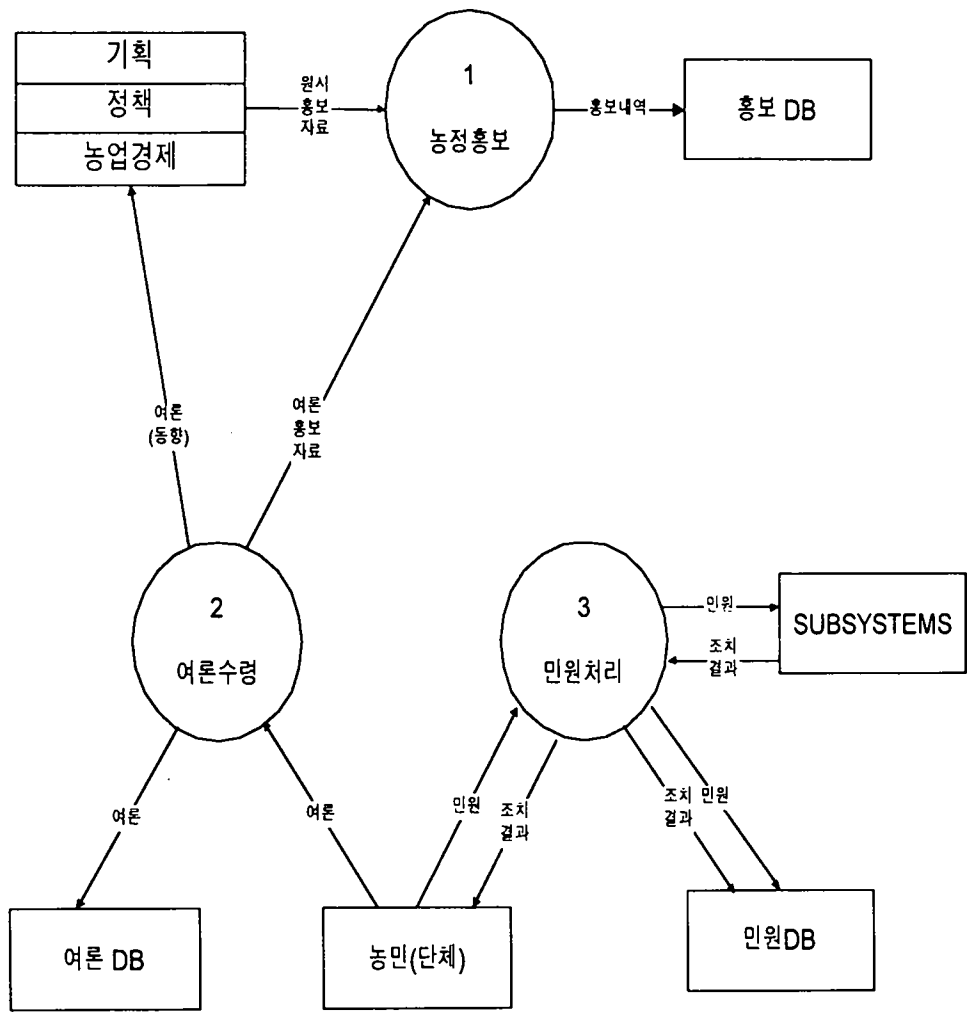 기획
정책
농업경제
원시
홍보
자료
1
농정홍보
홍보내역
홍보 DB
여론
(동향)
여론
홍보
자료
2
여론수령
3
민원처리
민원
SUBSYSTEMS
조치
결과
여론
여론
민원
조치
결과
조치
결과
민원
여론 DB
농민(단체)
민원DB